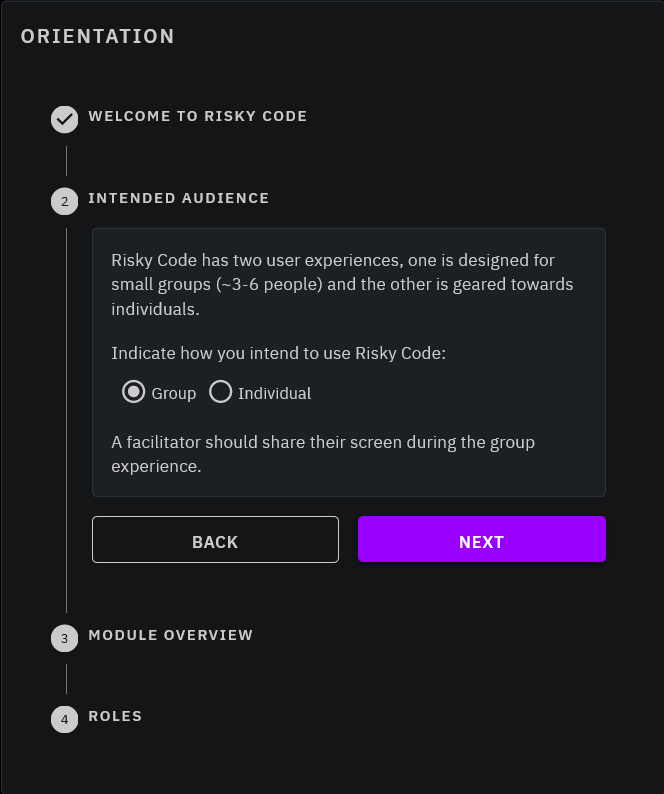 ORIENTATION
WELCOME TO RISKY CODE
2 INTENDED AUDIENCE
Risky Code has two user experiences, one is designed for
small groups (~3-6 people) and the other is geared towards
individuals.
Indicate how you intend to use Risky Code:
Group Individual
A facilitator should share their screen during the group
experience.
BACK NEXT
3 MODULE OVERVIEW
4 ROLES